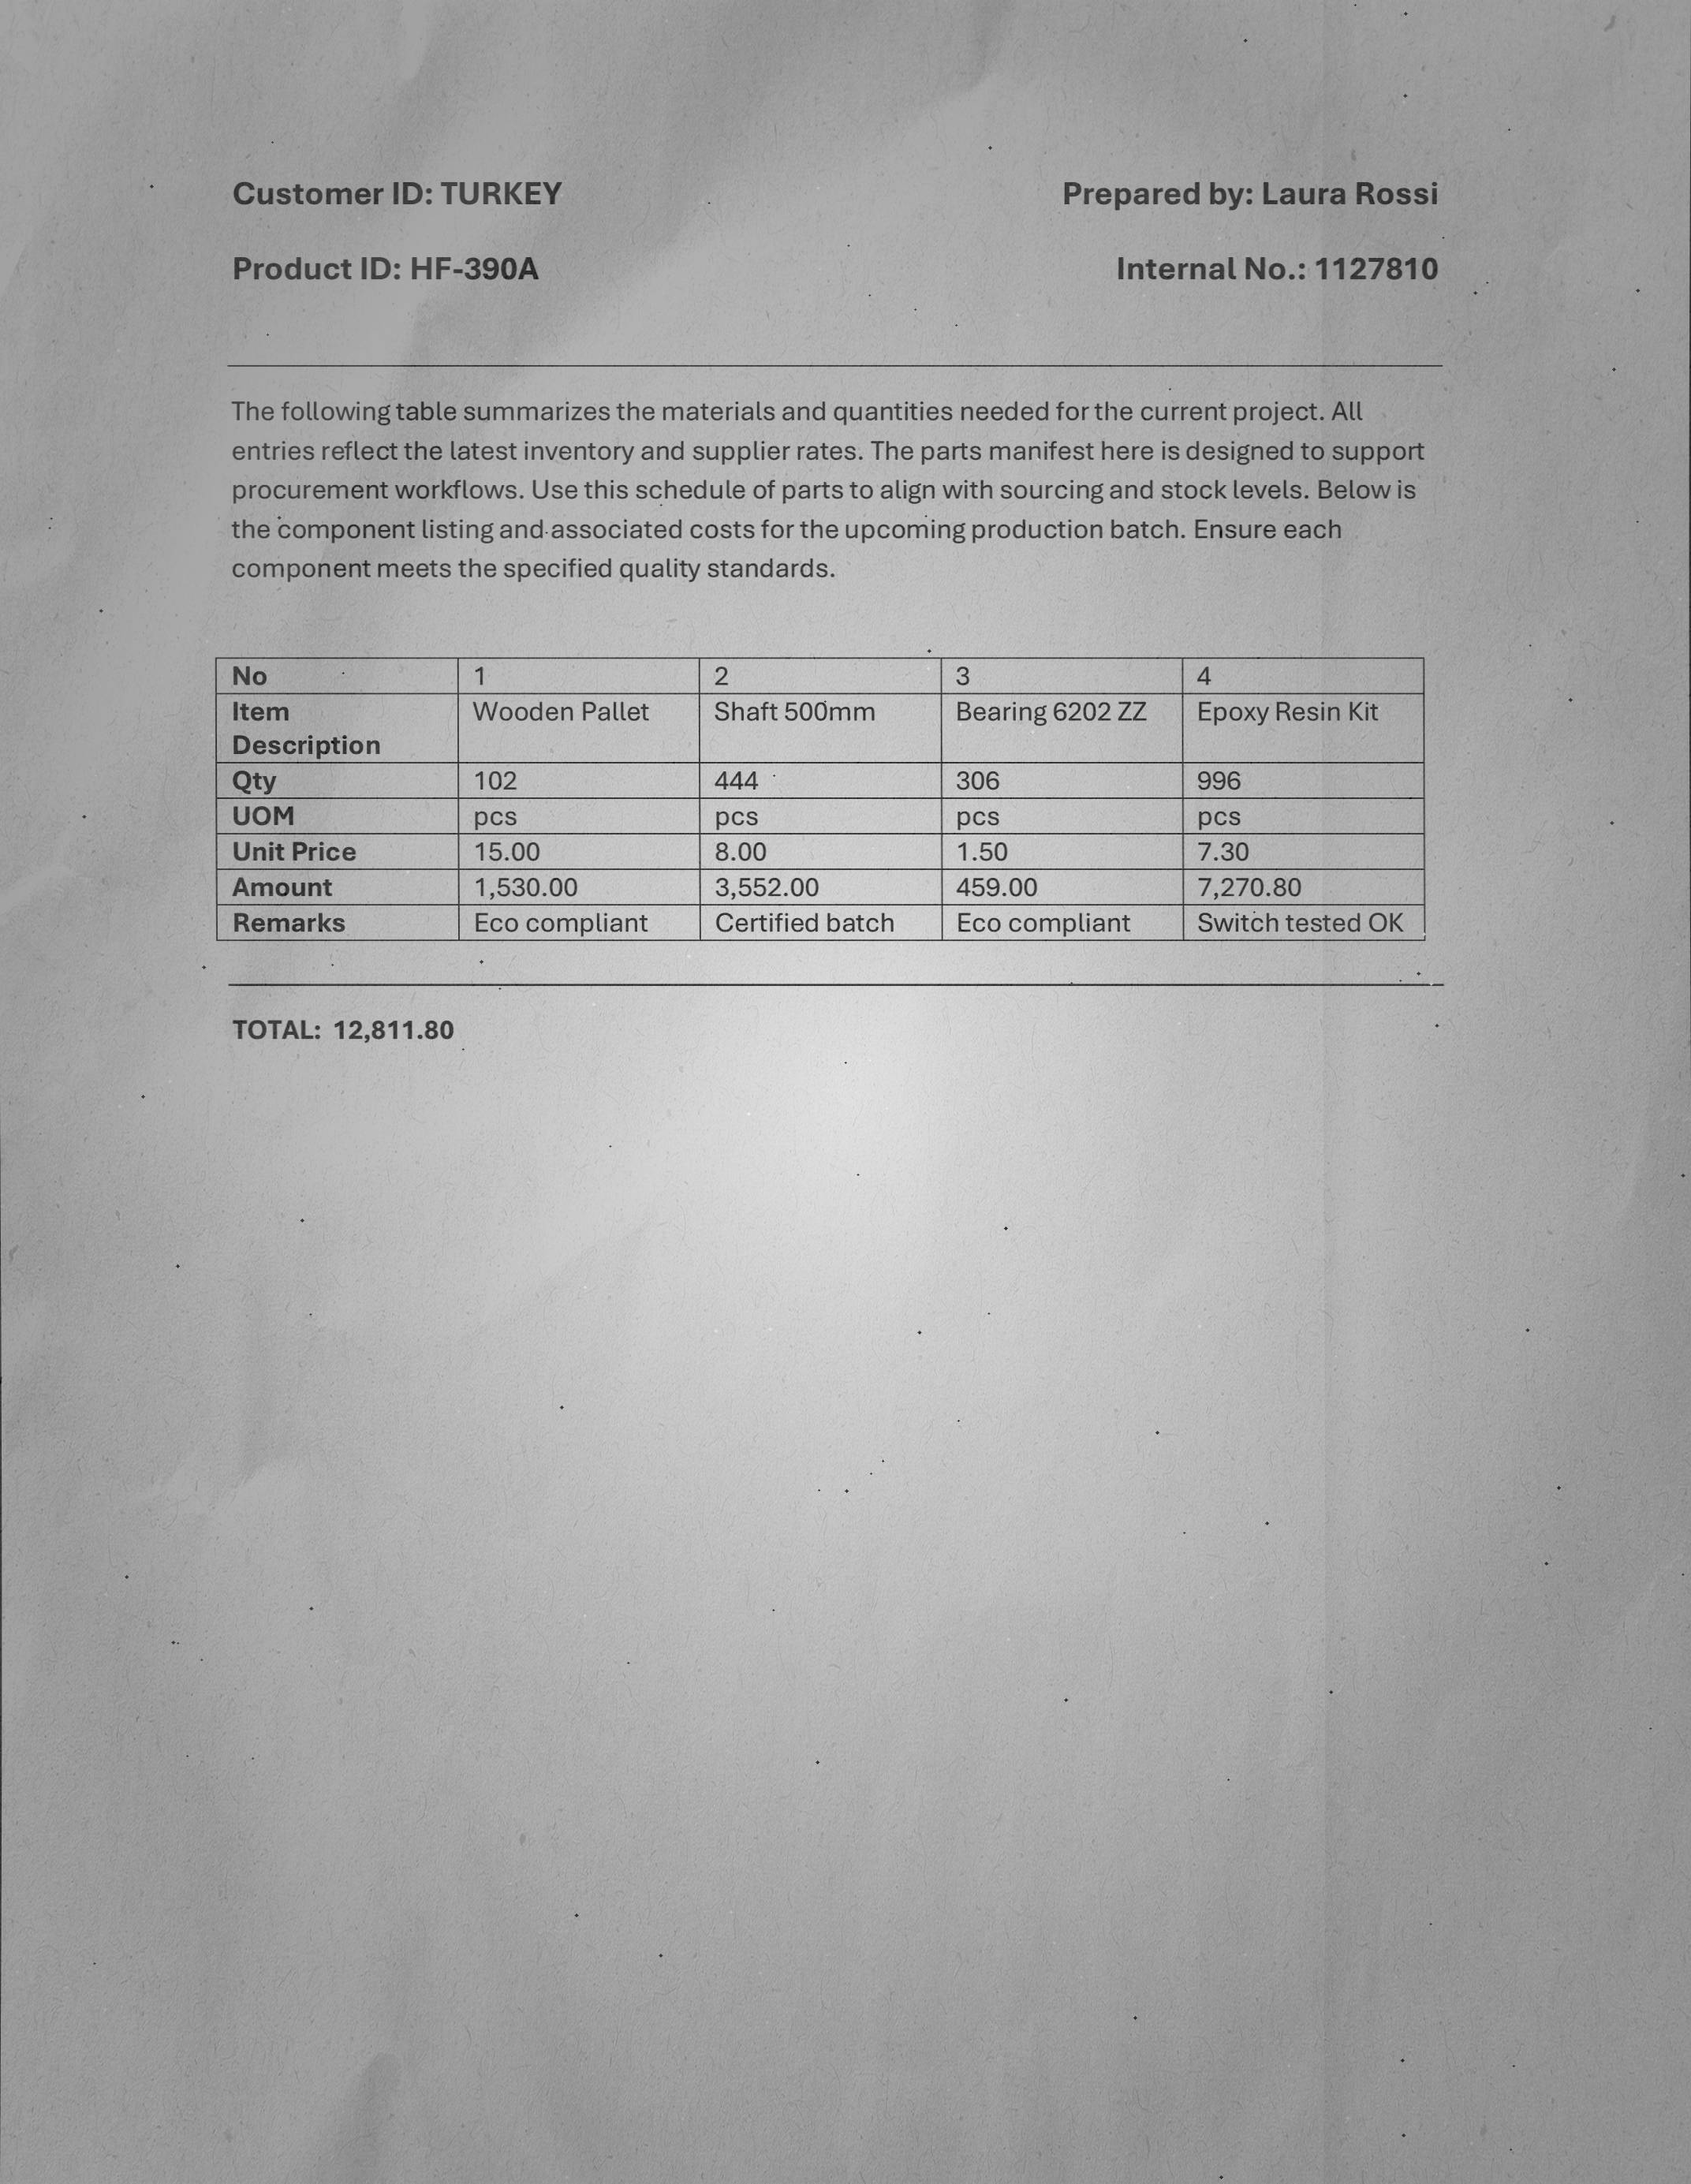 Customer ID: TURKEY Prepared by: Laura Rossi
Product ID: HF-390A Internal No.: 1127810
The following table summarizes the materials and quantities needed for the current project. All
entries reflect the latest inventory and supplier rates. The parts manifest here is designed to support
procurement workflows. Use this schedule of parts to align with sourcing and stock levels. Below is
the component listing and associated costs for the upcoming production batch. Ensure each
component meets the specified quality standards.
No 1 2 3 4
Item Wooden Pallet Shaft 500mm Bearing 6202 ZZ Epoxy Resin Kit
Description
Qty 102 444 306 996
UOM pcs pcs pcs pcs
Unit Price 15.00 8.00 1.50 7.30
Amount 1,530.00 3,552.00 459.00 7,270.80
Remarks Eco compliant Certified batch Eco compliant Switch tested OK
TOTAL: 12,811.80